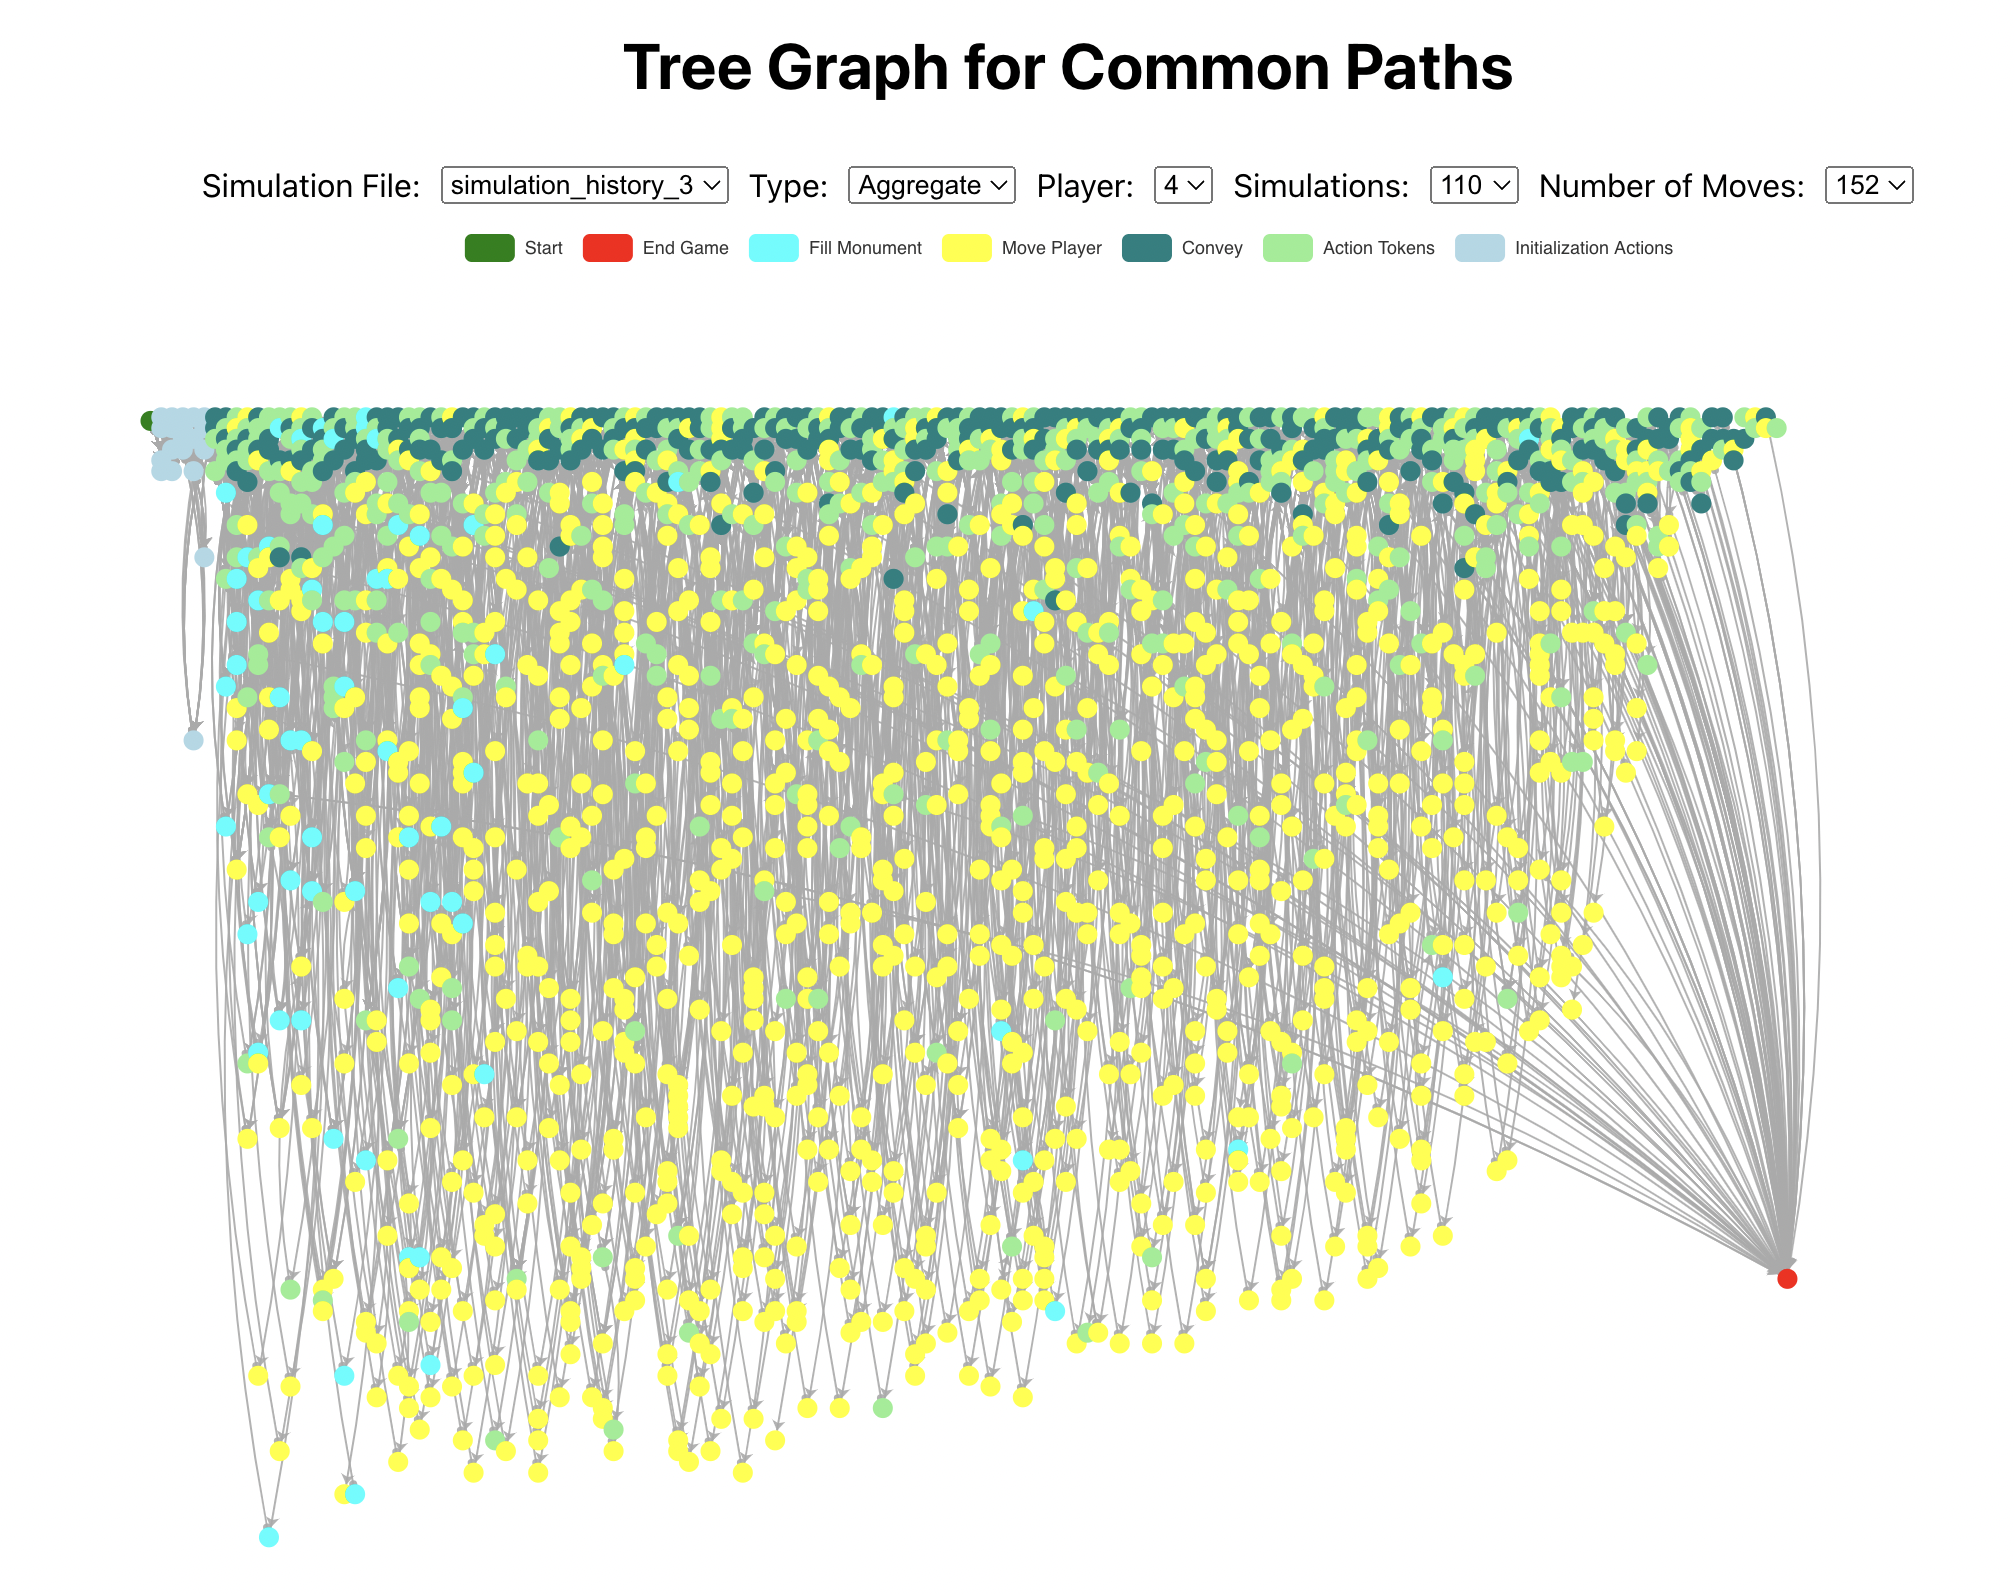 Tree Graph for Common Paths
Simulation File: simulation_history_3 Type: Aggregate Player: 4 Simulations: 110 Number of Moves: 152
Start End Game Fill Monument Move Player Convey Action Tokens Initialization Actions